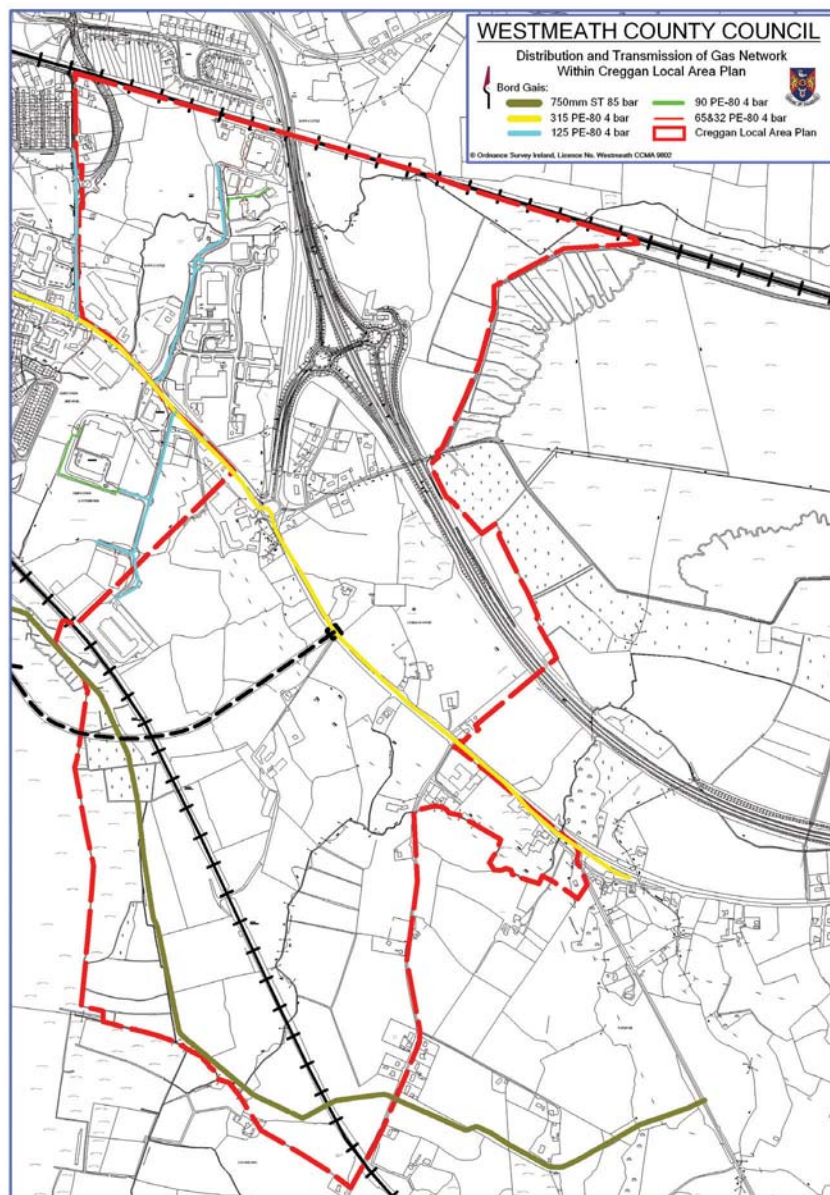 WESTMEATH COUNTY COUNCIL
Distribution and Transmission of Gas Network
Within Creggan Local Area Plan
Bord Gais:
750mm ST 85 bar
90 PE-80 4 bar
315 PE-80 4 bar
65&32 PE-80 4 bar
125 PE-80 4 bar
Creggan Local Area Plan
© Ordnance Survey Ireland, Licence No. Westmeath CCMA 9802